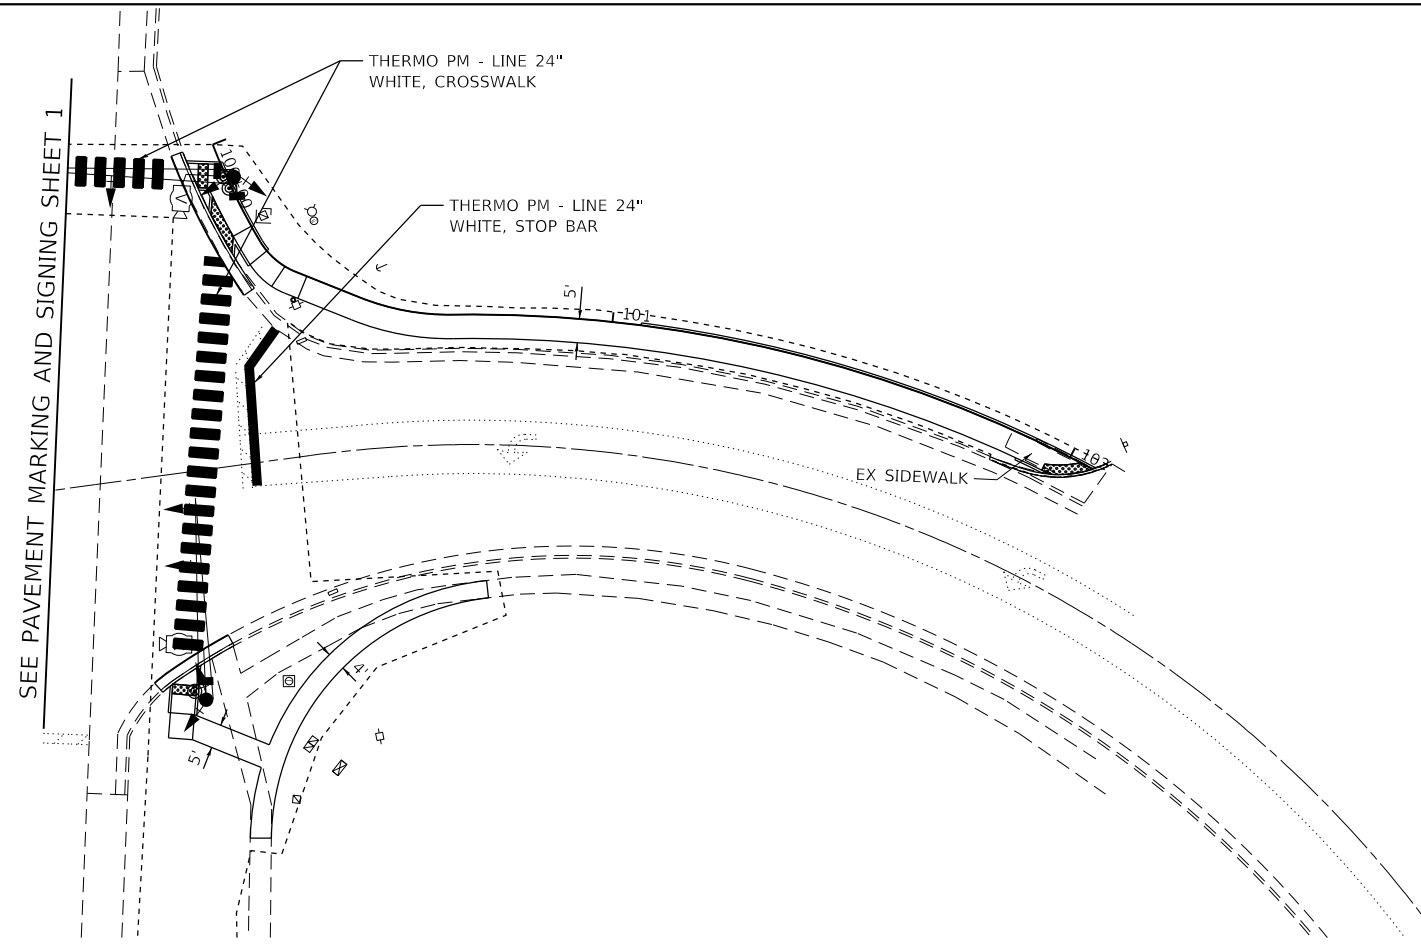 THERMO PM - LINE 24"
WHITE, CROSSWALK
SEE PAVEMENT MARKING AND SIGNING SHEET 1
THERMO PM - LINE 24"
WHITE, STOP BAR
5'
101
EX SIDEWALK
4'
5'